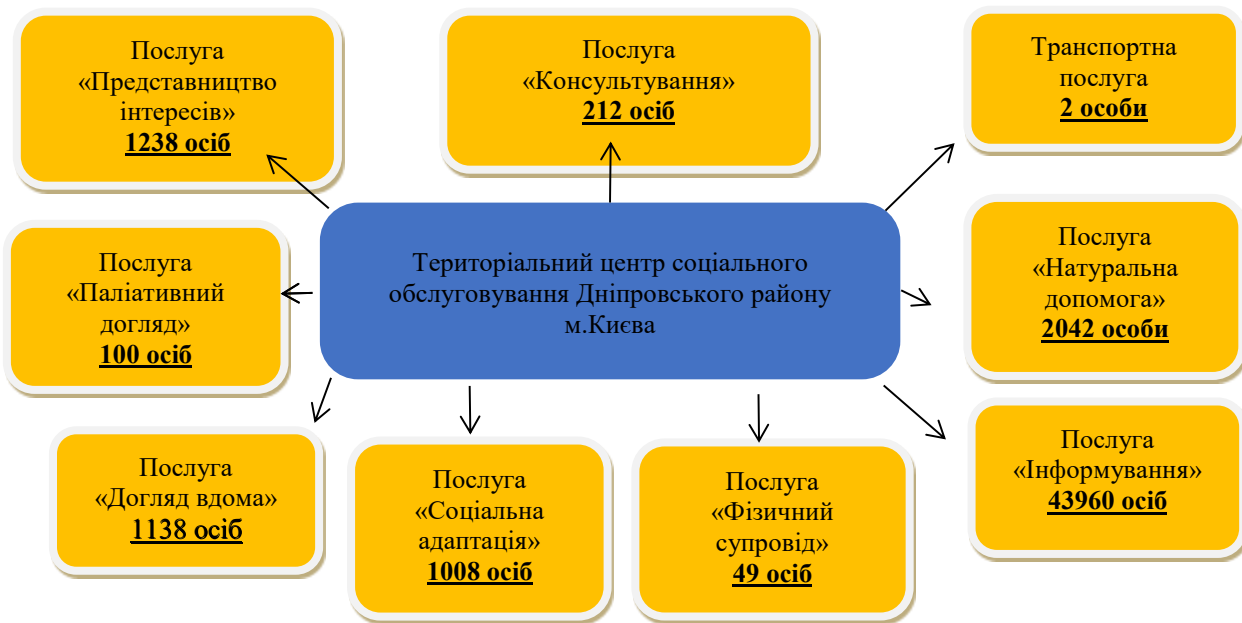 Послуга
«Представництво
інтересів»
1238 осіб
Послуга
«Консультування»
212 осіб
Транспортна
послуга
2 особи
Послуга
«Паліативний
догляд»
100 осіб
Територіальний центр соціального
обслуговування Дніпровського району
м.Києва
Послуга
«Натуральна
допомога»
2042 особи
Послуга
«Догляд вдома»
1138 осіб
Послуга
«Соціальна
адаптація»
1008 осіб
Послуга
«Фізичний
супровід»
49 осіб
Послуга
«Інформування»
43960 осіб